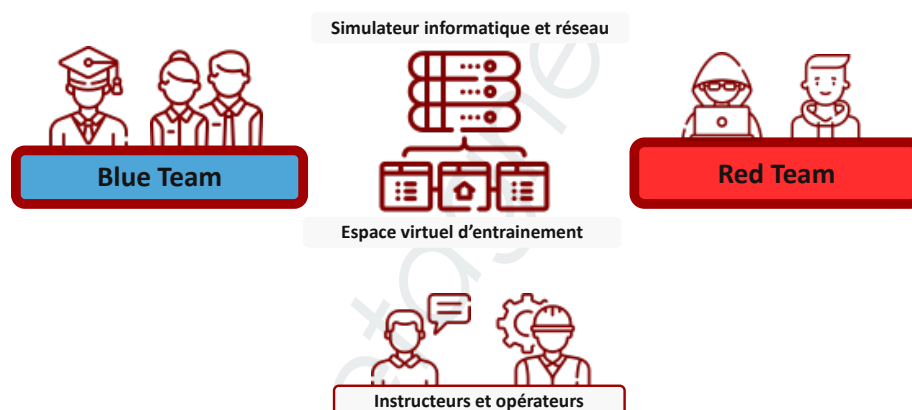 Simulateur informatique et réseau
Blue Team
Red Team
Espace virtuel d'entrainement
Instructeurs et opérateurs